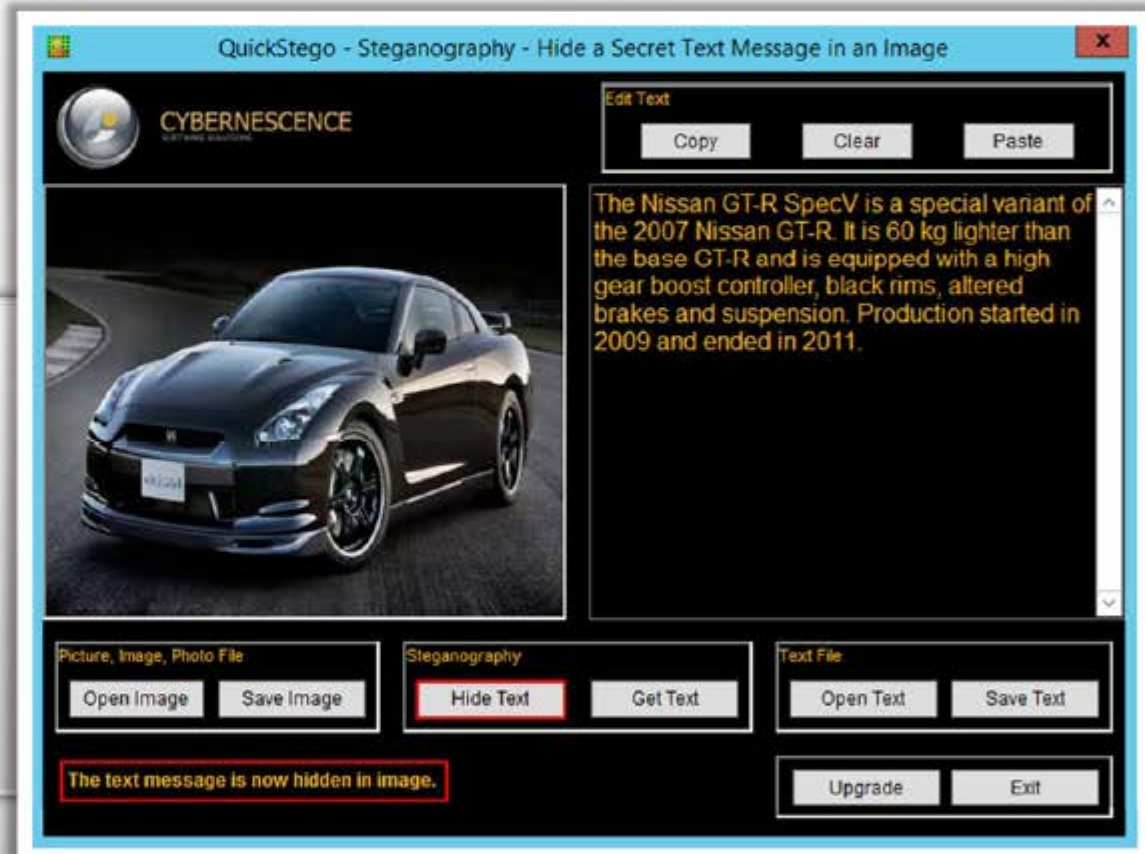 QuickStego - Steganography - Hide a Secret Text Message in an Image
X
CYBERNESCENCE
Edit Text
Copy Clear Paste
The Nissan GT-R SpecV is a special variant of
the 2007 Nissan GT-R. It is 60 kg lighter than
the base GT-R and is equipped with a high
gear boost controller, black rims, altered
brakes and suspension. Production started in
2009 and ended in 2011.
Picture, Image, Photo File
Open Image Save Image
Steganography
Hide Text Get Text
Text File
Open Text Save Text
The text message is now hidden in image.
Upgrade Exit